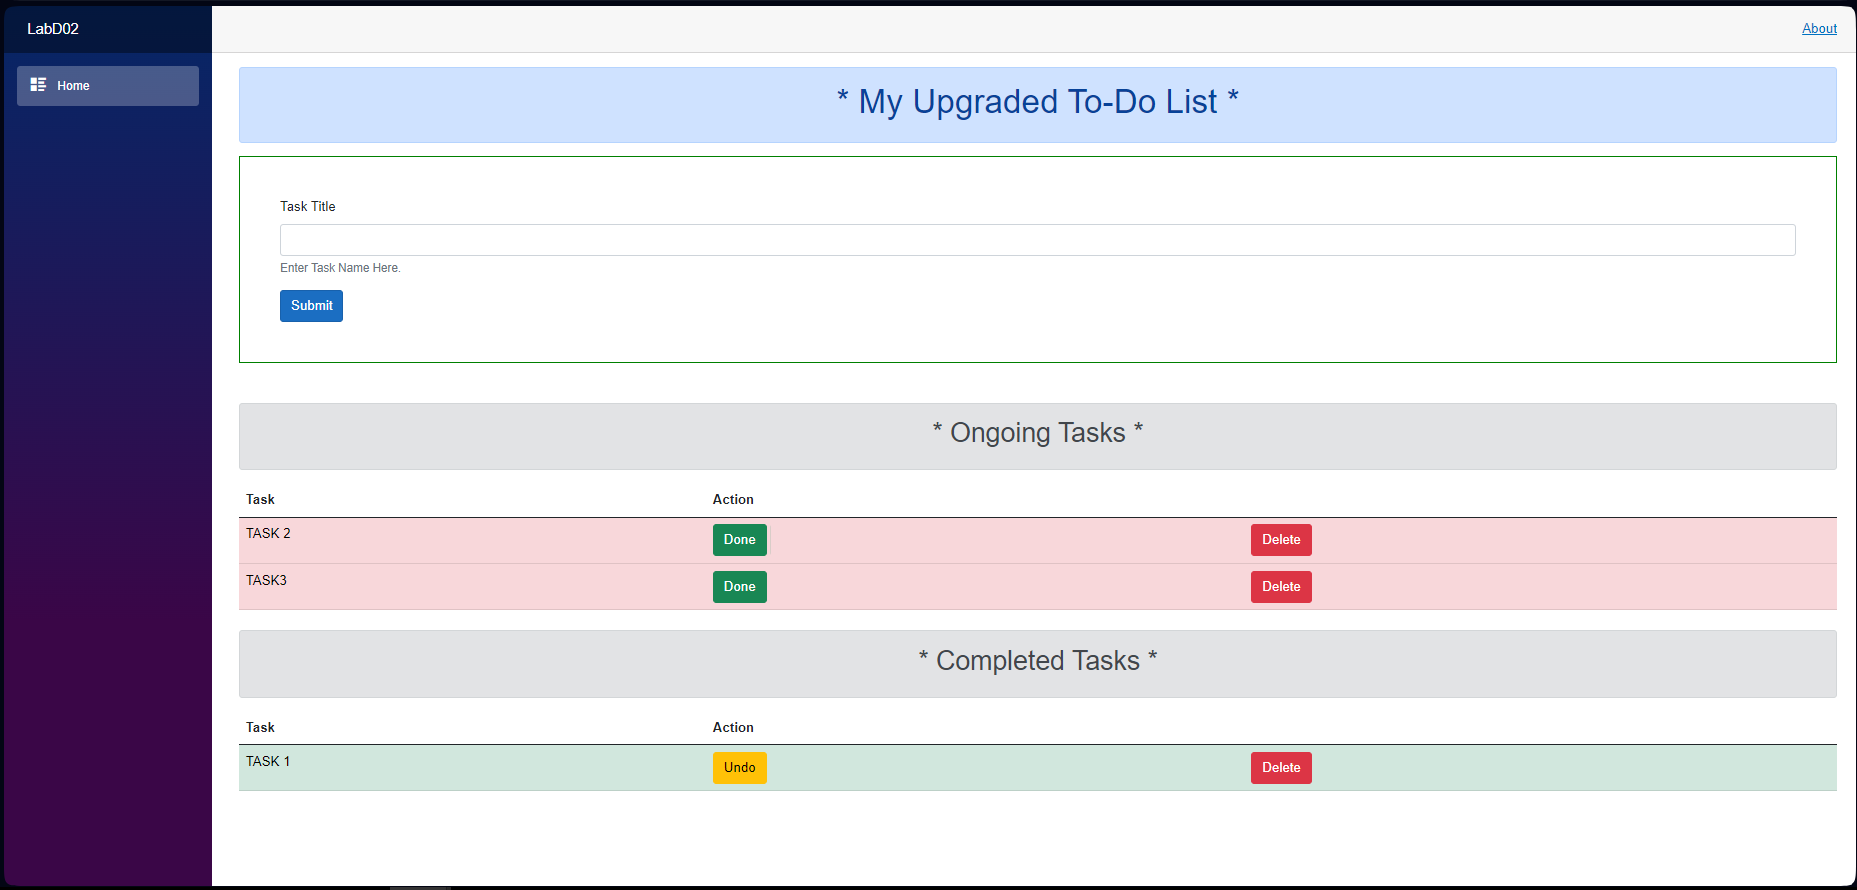 LabD02
About
Home
* My Upgraded To-Do List *
Task Title
Enter Task Name Here.
Submit
* Ongoing Tasks *
Task Action
TASK 2 Done Delete
TASK3 Done Delete
* Completed Tasks *
Task Action
TASK 1 Undo Delete